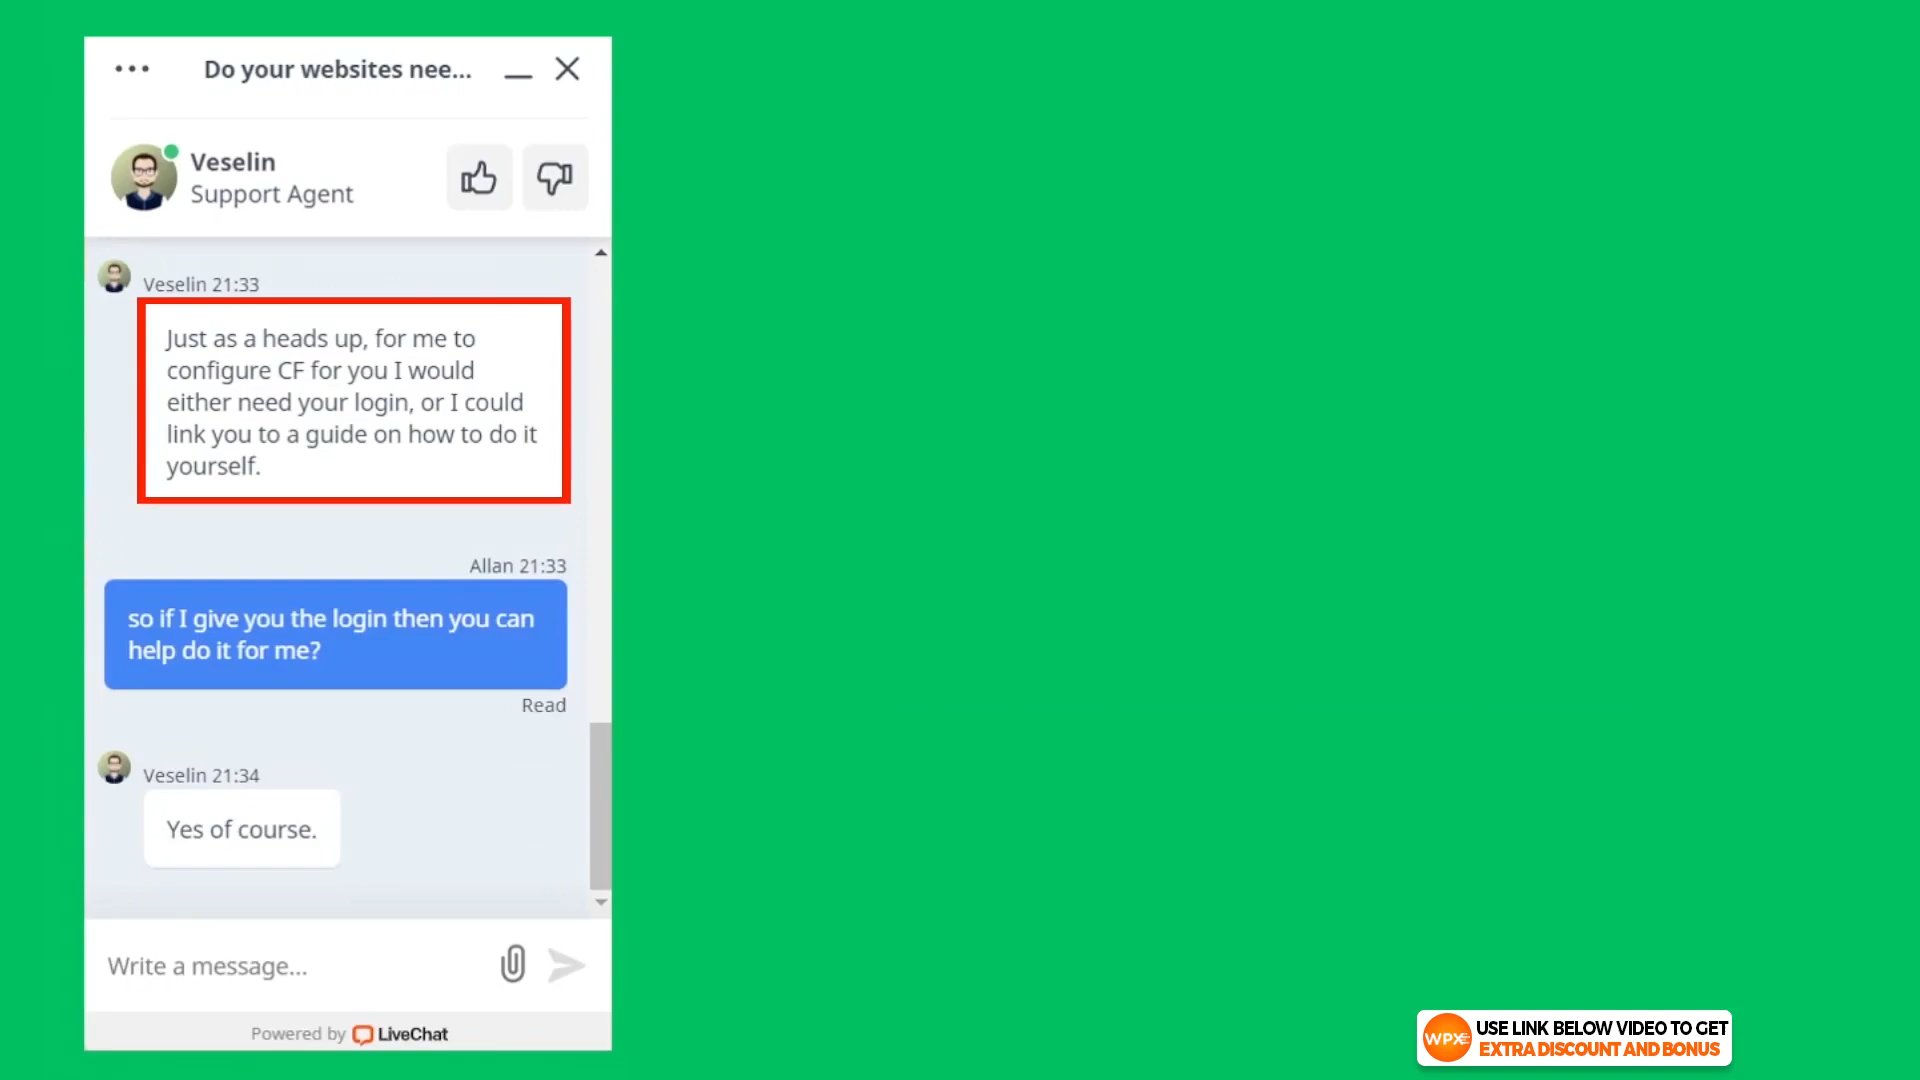 Do your websites nee...
Veselin
Support Agent
Veselin 21:33
Just as a heads up, for me to
configure CF for you I would
either need your login, or I could
link you to a guide on how to do it
yourself.
Allan 21:33
so if I give you the login then you can
help do it for me?
Read
Veselin 21:34
Yes of course.
Write a message...
Powered by LiveChat
WPX
USE LINK BELOW VIDEO TO GET
EXTRA DISCOUNT AND BONUS